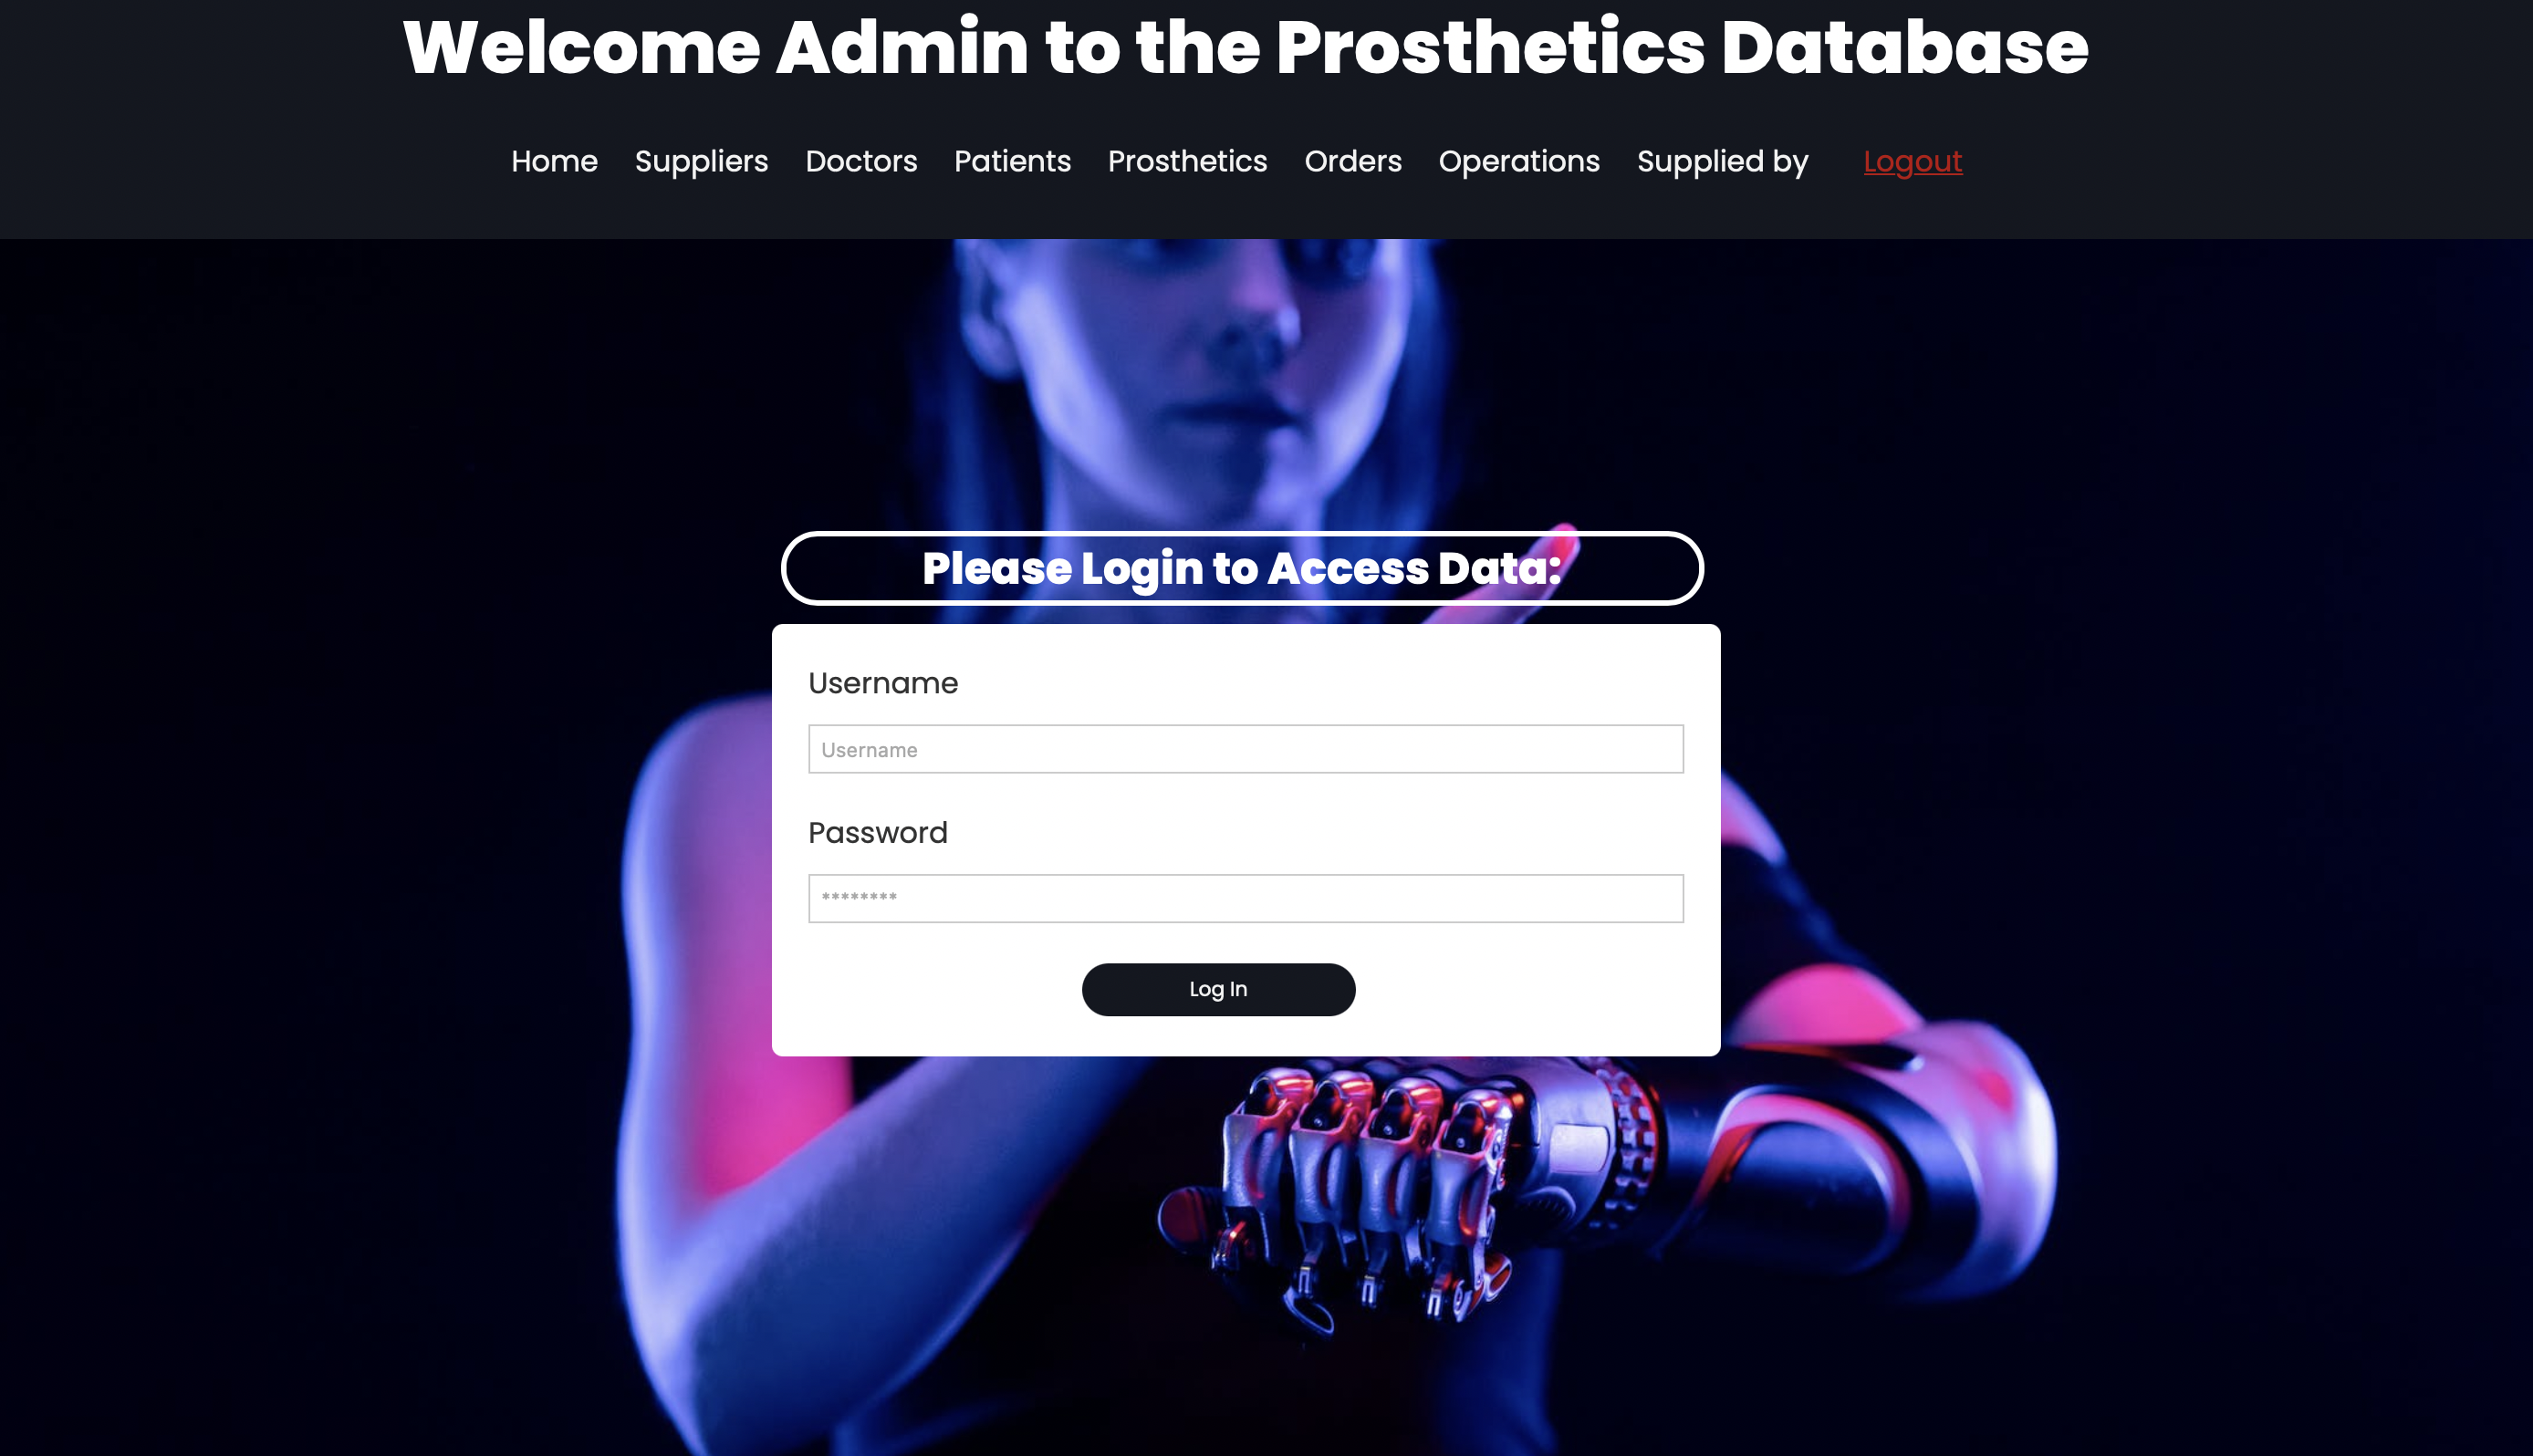 Welcome Admin to the Prosthetics Database
Home Suppliers Doctors Patients Prosthetics Orders Operations Supplied by Logout
Please Login to Access Data:
Username
Username
Password
********
Log In